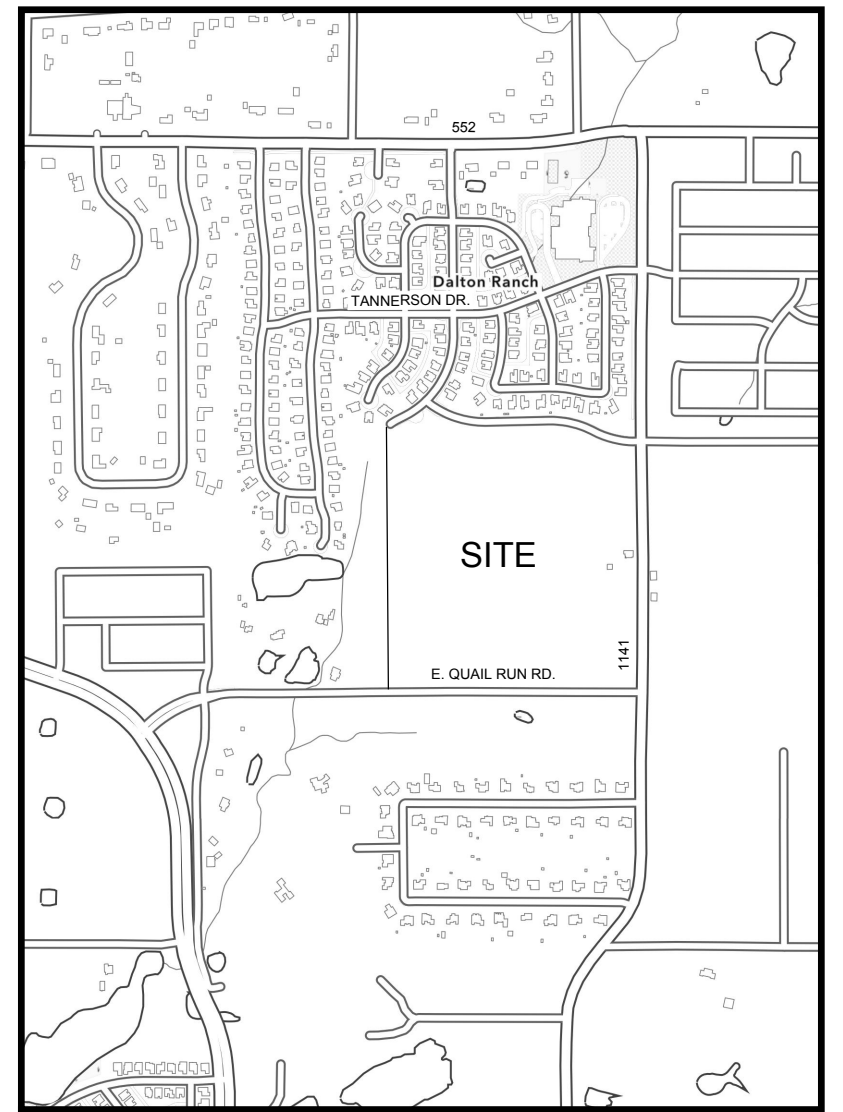 552
Dalton Ranch
TANNERSON DR.
SITE
1141
E. QUAIL RUN RD.